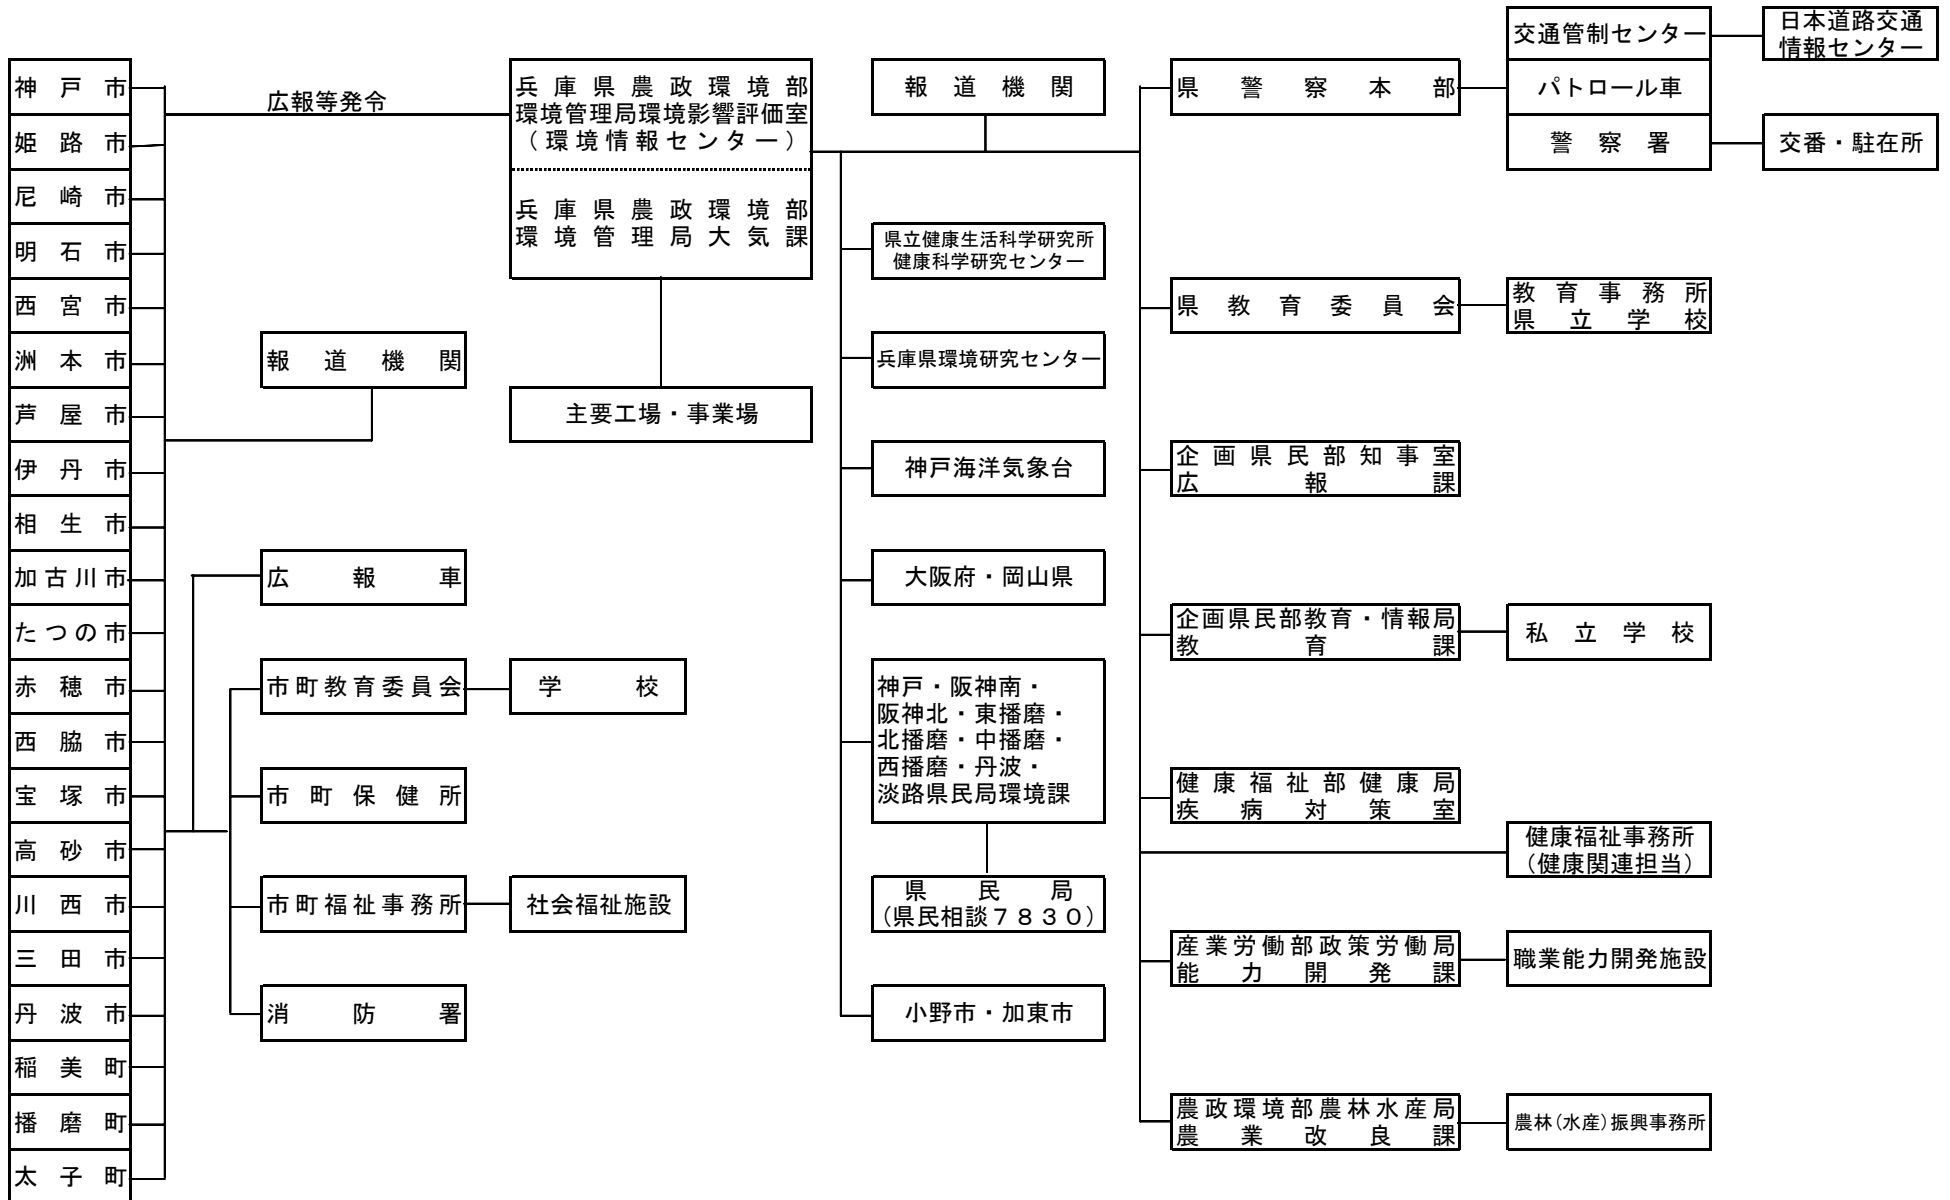 神戸市
姫路市
尼崎市
明石市
西宮市
洲本市
芦屋市
伊丹市
相生市
加古川市
たつの市
赤穂市
西脇市
宝塚市
高砂市
川西市
三田市
丹波市
稲美町
播磨町
太子町
広報等発令
報道機関
広報車
市町教育委員会
市町保健所
市町福祉事務所
消防署
兵庫県農政環境部
環境管理局環境影響評価室
（環境情報センター）
兵庫県農政環境部
環境管理局大気課
主要工場・事業場
学校
社会福祉施設
報道機関
県立健康生活科学研究所
健康科学研究センター
兵庫県環境研究センター
神戸海洋気象台
大阪府・岡山県
神戸・阪神南・
阪神北・東播磨・
北播磨・中播磨・
西播磨・丹波・
淡路県民局環境課
県民局
（県民相談７８３０）
小野市・加東市
県警察本部
県教育委員会
企画県民部知事室
広報課
企画県民部教育・情報局
教育課
健康福祉部健康局
疾病対策室
産業労働部政策労働局
能力開発課
農政環境部農林水産局
農業改良課
交通管制センター
パトロール車
警察署
教育事務所
県立学校
私立学校
健康福祉事務所
（健康関連担当）
職業能力開発施設
農林（水産）振興事務所
日本道路交通
情報センター
交番・駐在所